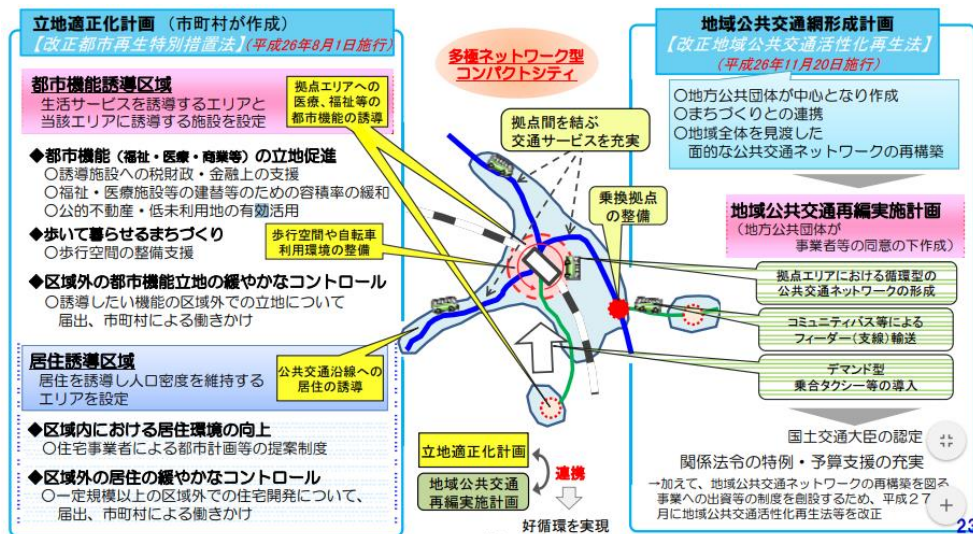 立地適正化計画（市町村が作成）
【改正都市再生特別措置法】(平成26年8月1日施行)
都市機能誘導区域
生活サービスを誘導するエリアと
当該エリアに誘導する施設を設定
◆都市機能（福祉・医療・商業等）の立地促進
○誘導施設への税財政・金融上の支援
○福祉・医療施設等の建替等のための容積率の緩和
○公的不動産・低未利用地の有効活用
◆歩いて暮らせるまちづくり
○歩行空間の整備支援
◆区域外の都市機能立地の緩やかなコントロール
○誘導したい機能の区域外での立地について
届出、市町村による働きかけ
居住誘導区域
居住を誘導し人口密度を維持する
エリアを設定
◆区域内における居住環境の向上
○住宅事業者による都市計画等の提案制度
◆区域外の居住の緩やかなコントロール
○一定規模以上の区域外での住宅開発について、
届出、市町村による働きかけ
多極ネットワーク型
コンパクトシティ
拠点エリアへの
医療、福祉等の
都市機能の誘導
拠点間を結ぶ
交通サービスを充実
乗換拠点
の整備
歩行空間や自転車
利用環境の整備
公共交通沿線への
居住の誘導
立地適正化計画
連携
地域公共交通
再編実施計画
好循環を実現
地域公共交通網形成計画
【改正地域公共交通活性化再生法】
(平成26年11月20日施行)
○地方公共団体が中心となり作成
○まちづくりとの連携
○地域全体を見渡した
面的な公共交通ネットワークの再構築
地域公共交通再編実施計画
(地方公共団体が
事業者等の同意の下作成)
拠点エリアにおける循環型の
公共交通ネットワークの形成
コミュニティバス等による
フィーダー（支線）輸送
デマンド型
乗合タクシー等の導入
国土交通大臣の認定
関係法令の特例・予算支援の充実
→加えて、地域公共交通ネットワークの再構築を図る
事業への出資等の制度を創設するため、平成２７
月に地域公共交通活性化再生法等を改正
23